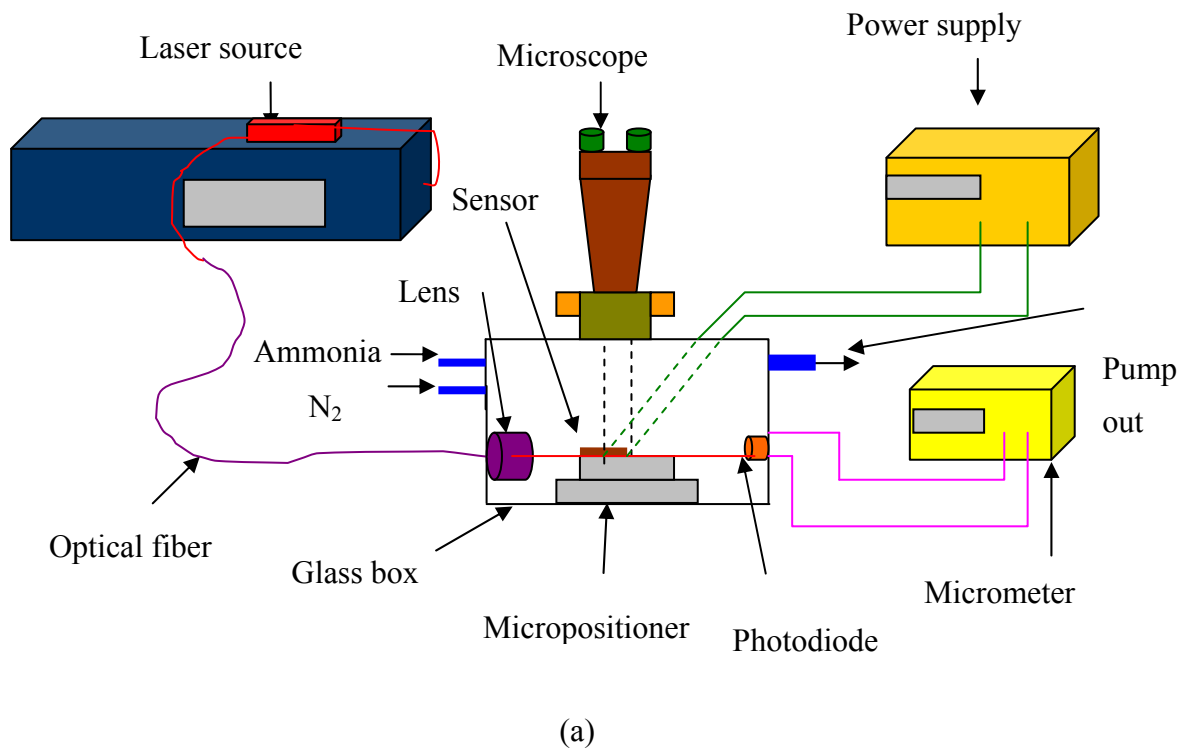 Laser source
Microscope
Power supply
Sensor
Lens
Ammonia
N2
Pump
out
Optical fiber
Glass box
Micropositioner
Photodiode
Micrometer
(a)